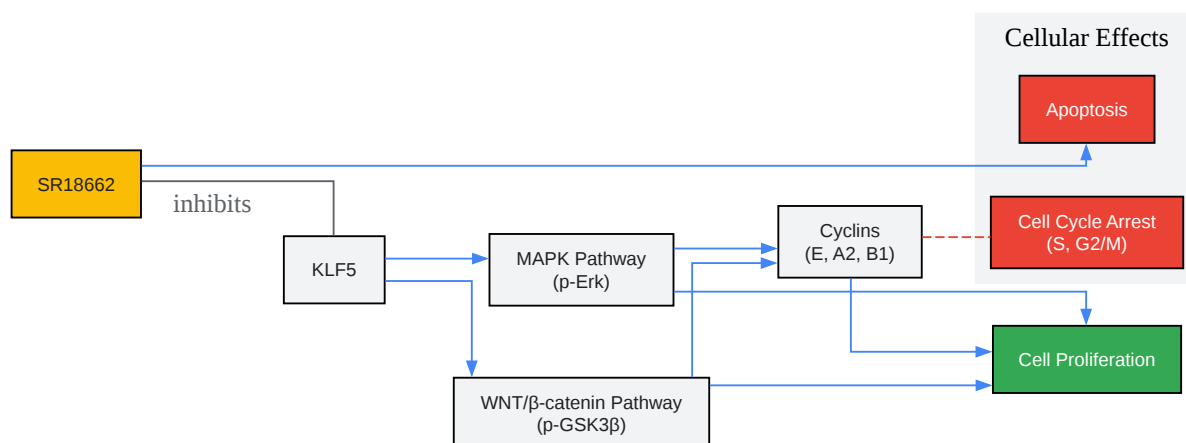 Cellular Effects
Apoptosis
SR18662
inhibits
KLF5
MAPK Pathway
(p-Erk)
Cyclins
(E, A2, B1)
Cell Cycle Arrest
(S, G2/M)
Cell Proliferation
WNT/β-catenin Pathway
(p-GSK3β)